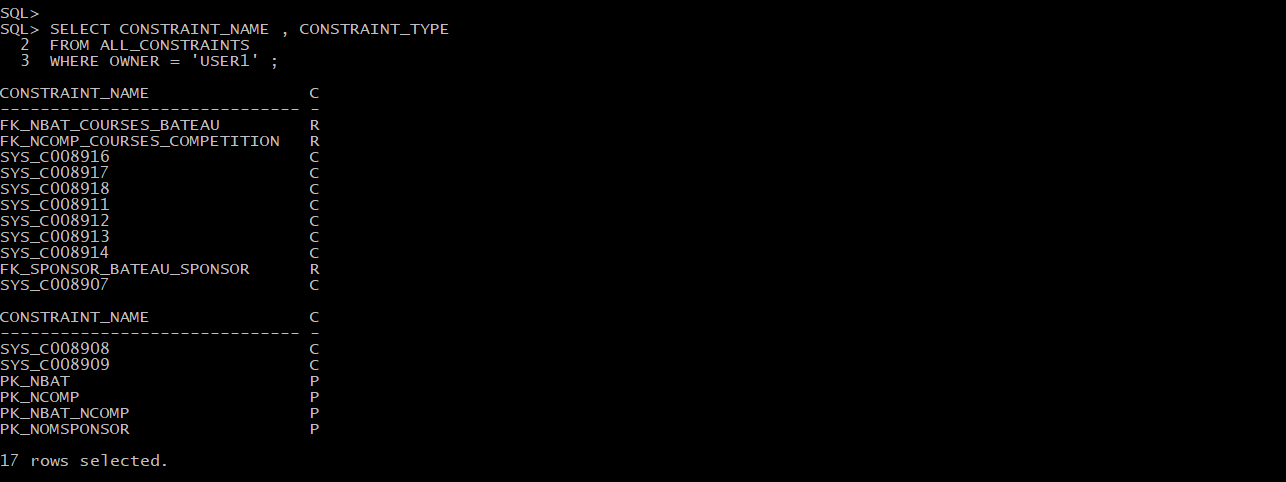 SQL>
SQL> SELECT CONSTRAINT_NAME , CONSTRAINT_TYPE
  2  FROM ALL_CONSTRAINTS
  3  WHERE OWNER = 'USER1' ;
CONSTRAINT_NAME                C
------------------------------ -
FK_NBAT_COURSES_BATEAU         R
FK_NCOMP_COURSES_COMPETITION   R
SYS_C008916                    C
SYS_C008917                    C
SYS_C008918                    C
SYS_C008911                    C
SYS_C008912                    C
SYS_C008913                    C
SYS_C008914                    C
FK_SPONSOR_BATEAU_SPONSOR      R
SYS_C008907                    C
CONSTRAINT_NAME                C
------------------------------ -
SYS_C008908                    C
SYS_C008909                    C
PK_NBAT                        P
PK_NCOMP                       P
PK_NBAT_NCOMP                  P
PK_NOMSPONSOR                  P
17 rows selected.